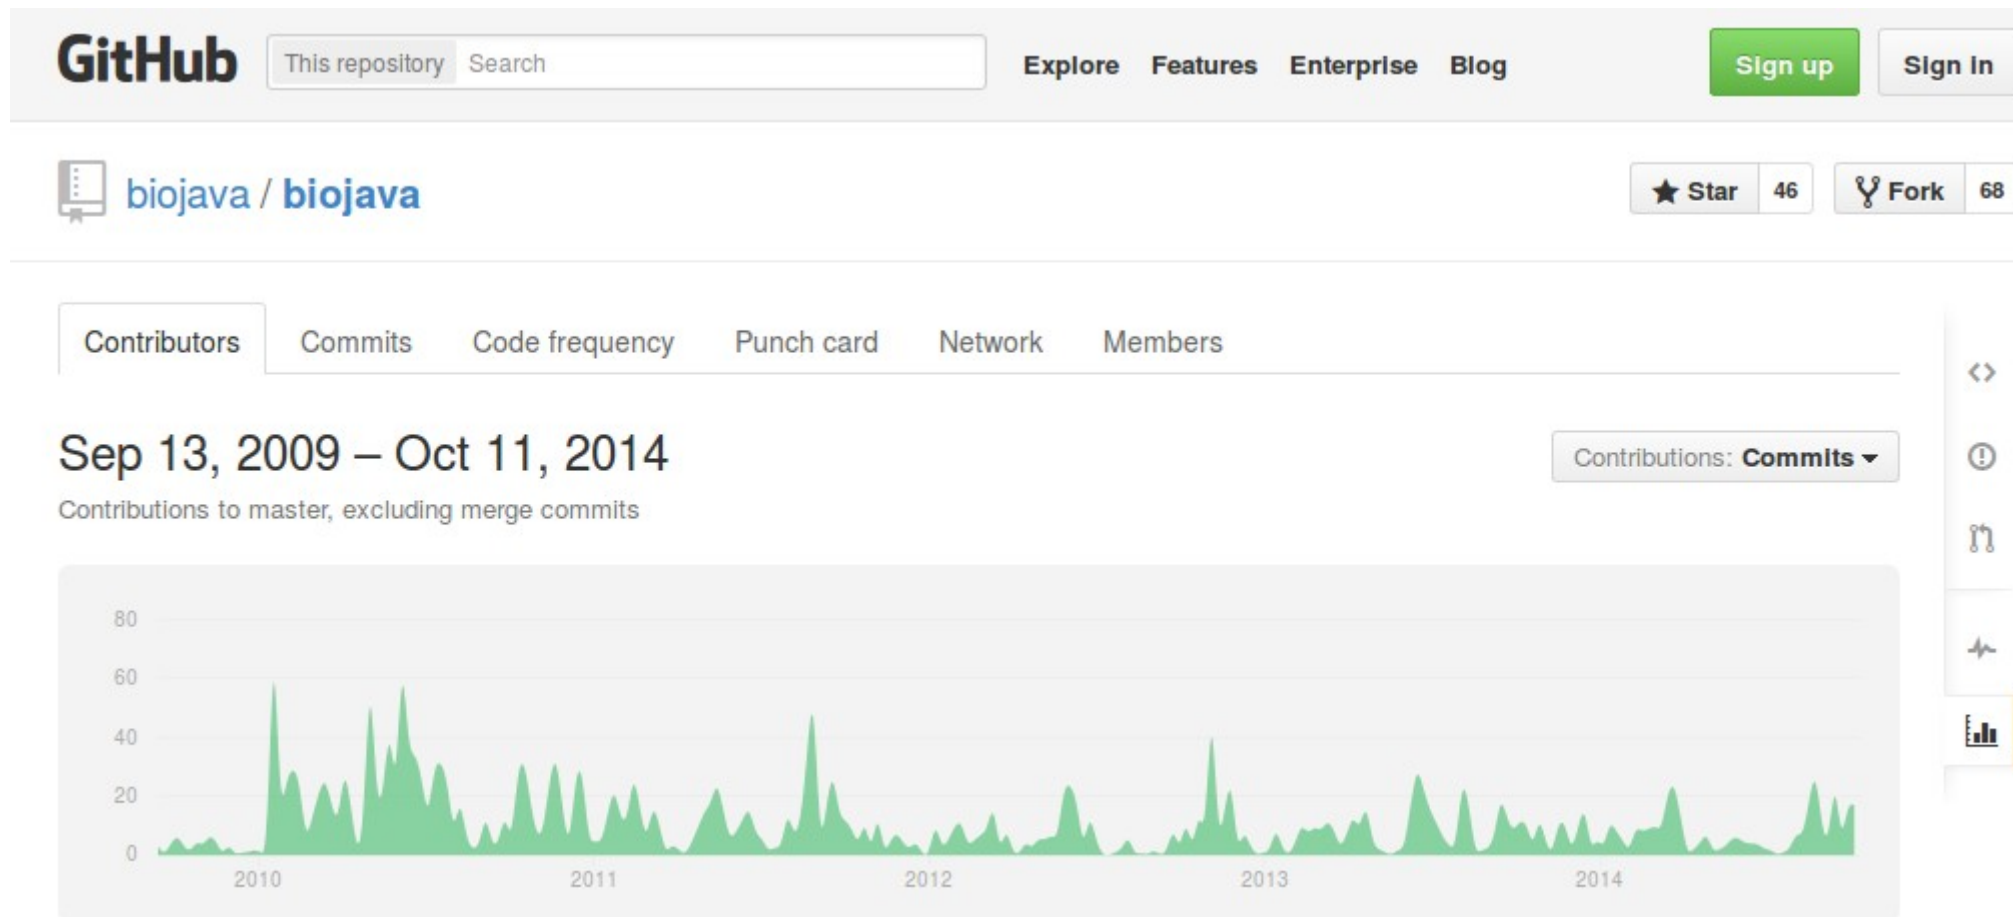 GitHub This repository Search Explore Features Enterprise Blog Sign up Sign in
biojava / biojava Star 46 Fork 68
Contributors Commits Code frequency Punch card Network Members
Sep 13, 2009 – Oct 11, 2014 Contributions: Commits
Contributions to master, excluding merge commits
80
60
40
20
0
2010 2011 2012 2013 2014